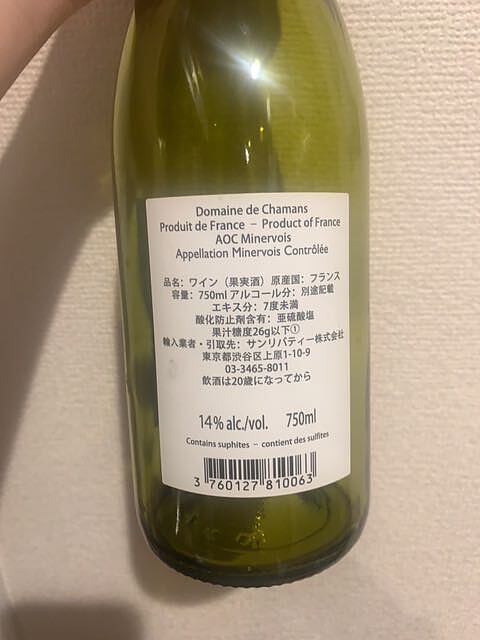 Domaine de Chamans
Produit de France – Product of France
AOC Minervois
Appellation Minervois Contrôlée
品名：ワイン（果実酒）原産国：フランス
容量：750ml アルコール分：別途記載
エキス分：7度未満
酸化防止剤含有：亜硫酸塩
果汁糖度26g以下①
輸入業者・引取先：サンリバティー株式会社
東京都渋谷区上原1-10-9
03-3465-8011
飲酒は20歳になってから
14% alc./vol. 750ml
Contains suphites – contient des sulfites
3 760127 810063